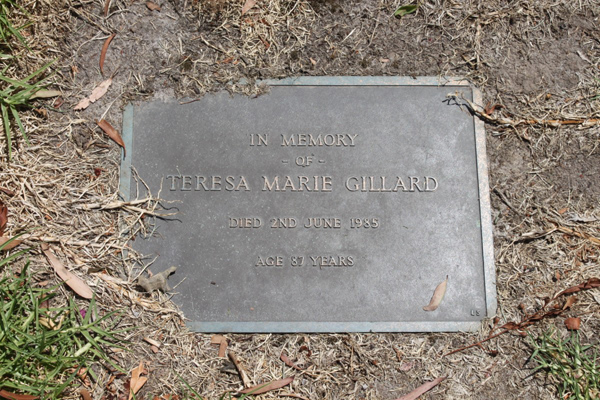 IN MEMORY
- OF -
TERESA MARIE GILLARD
DIED 2ND JUNE 1985
AGE 87 YEARS